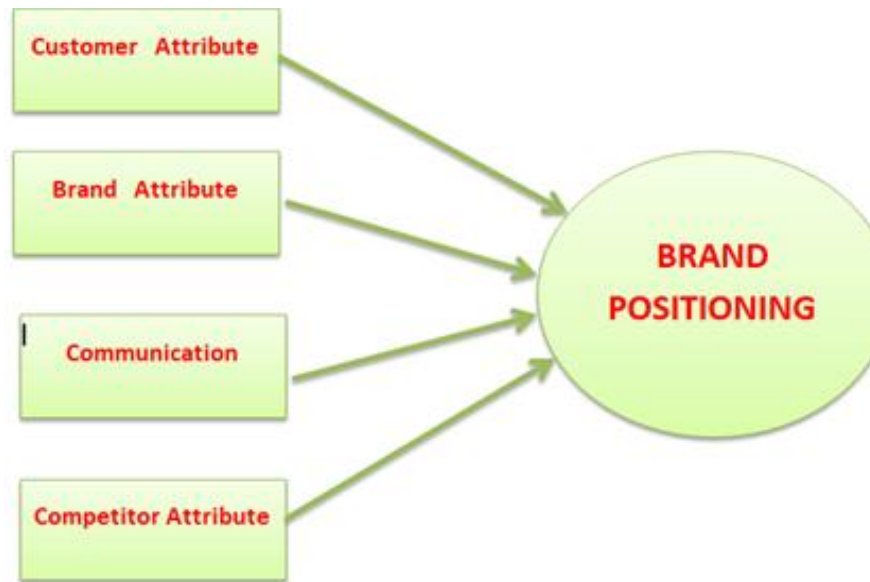 Customer Attribute
Brand Attribute
Communication
Competitor Attribute
BRAND
POSITIONING